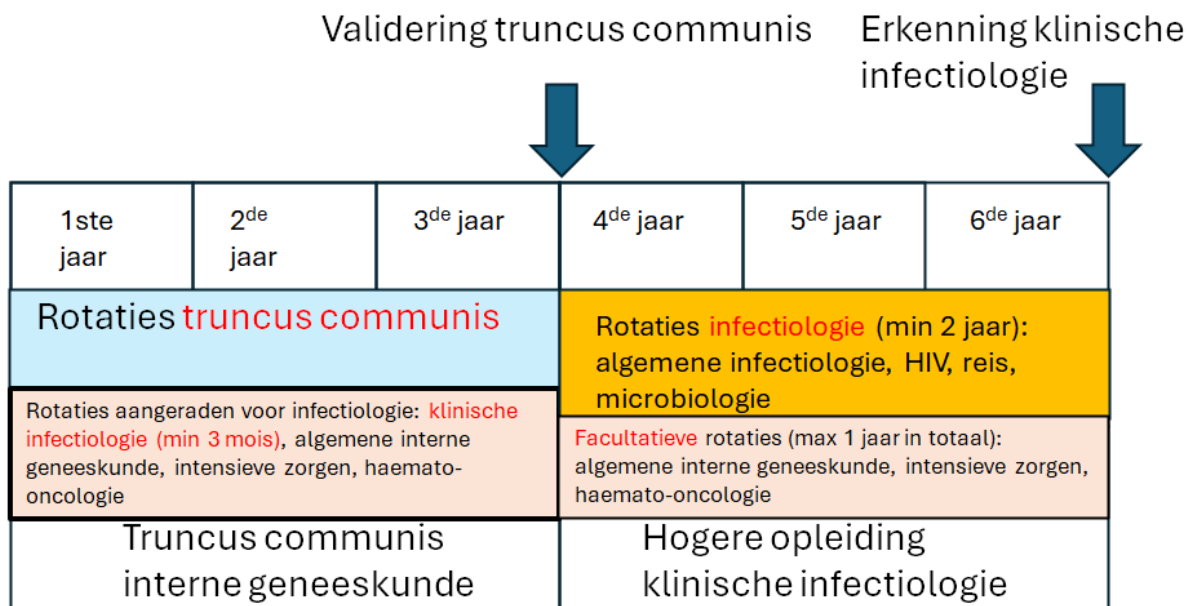 Validering truncus communis
Erkenning klinische
infectiologie
1ste
jaar
2de
jaar
3de jaar
4de jaar
5de jaar
6de jaar
Rotaties truncus communis
Rotaties infectiologie (min 2 jaar):
algemene infectiologie, HIV, reis,
microbiologie
Rotaties aangeraden voor infectiologie: klinische
infectiologie (min 3 mois), algemene interne
geneeskunde, intensieve zorgen, haemato-
oncologie
Facultatieve rotaties (max 1 jaar in totaal):
algemene interne geneeskunde, intensieve zorgen,
haemato-oncologie
Truncus communis
interne geneeskunde
Hogere opleiding
klinische infectiologie